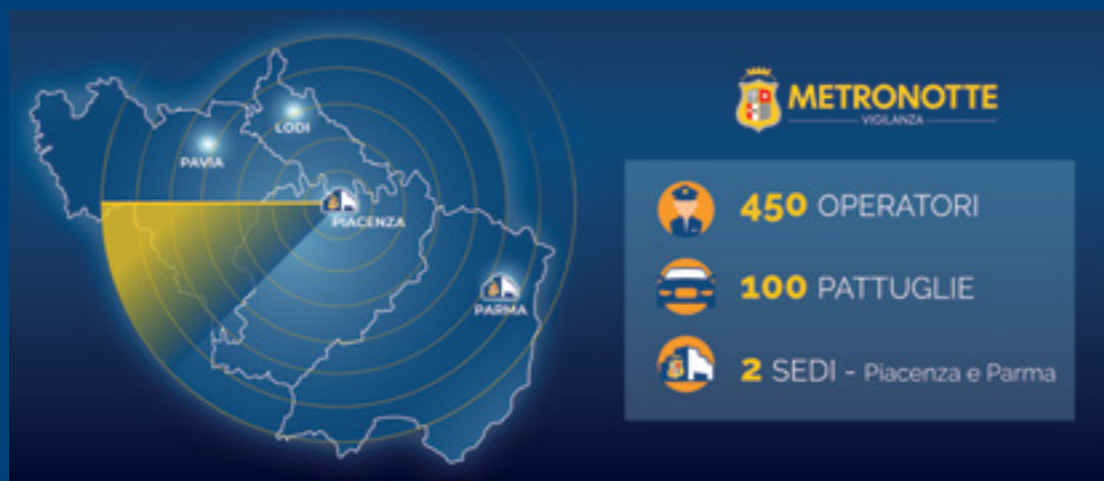 LODI
PAVIA
PIACENZA
PARMA
METRONOTTE
VIGILANZA
450 OPERATORI
100 PATTUGLIE
2 SEDI - Piacenza e Parma